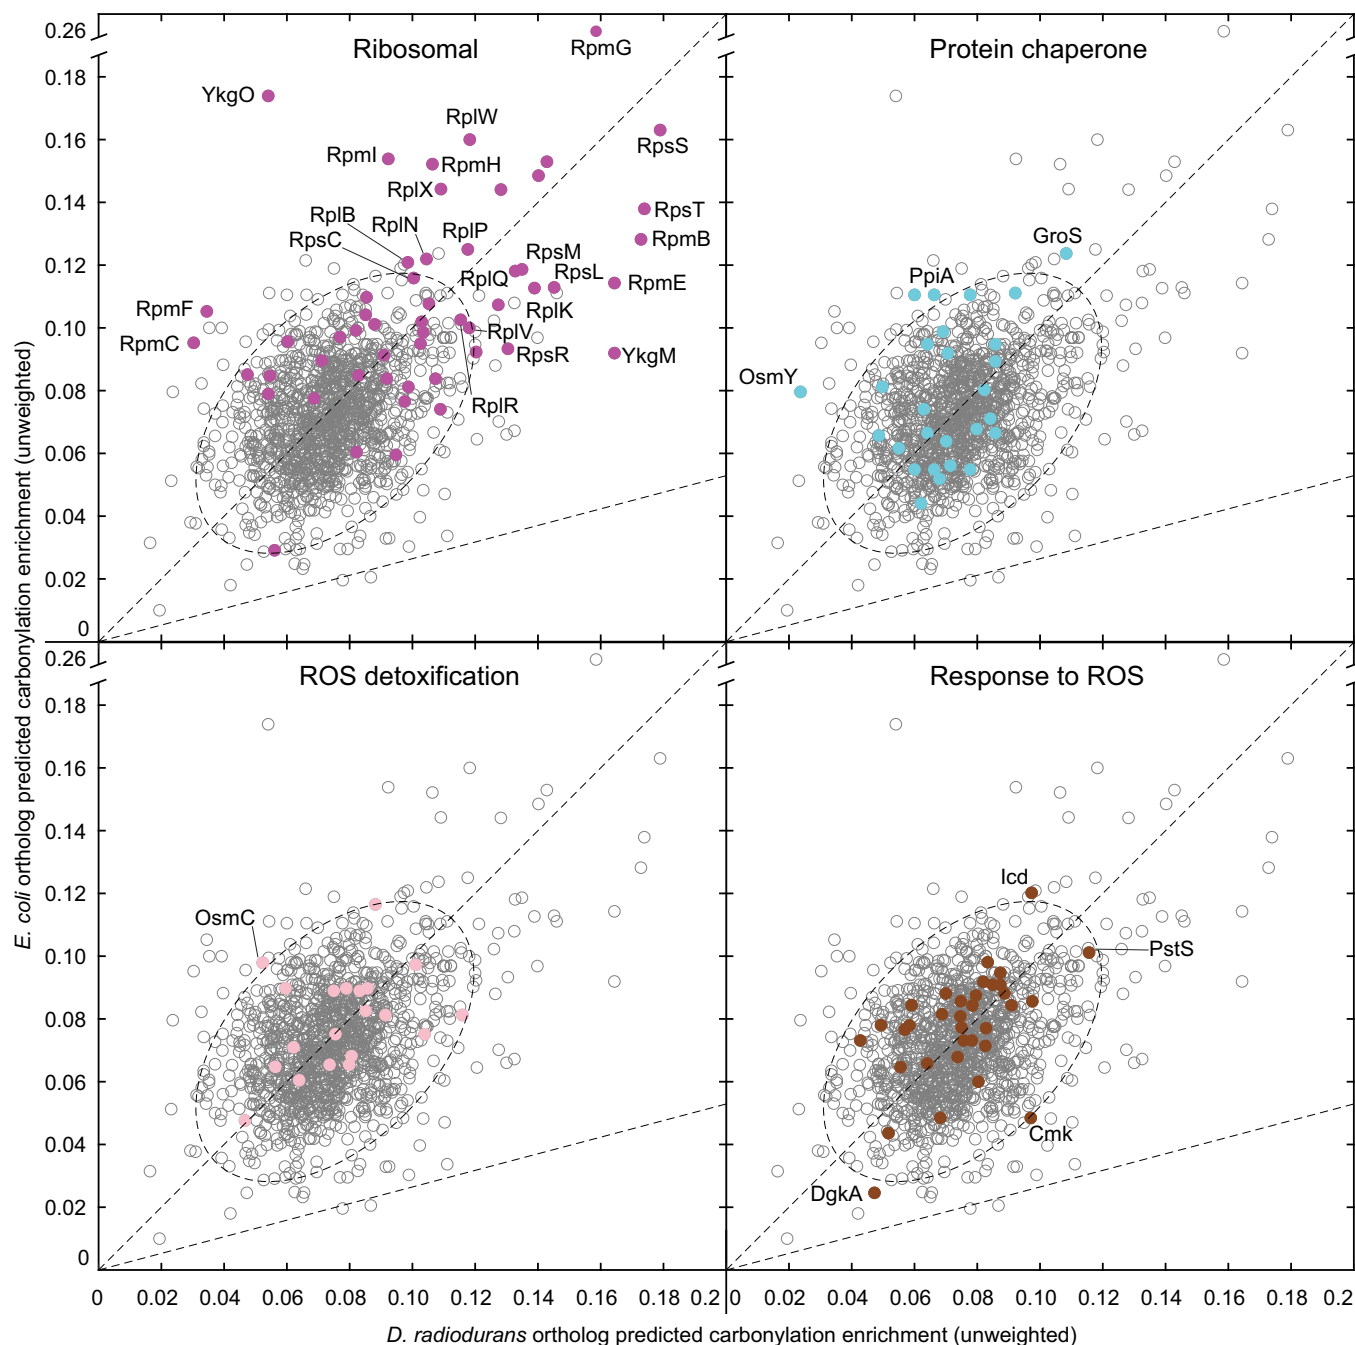 0.26
Ribosomal
RpmG
0.18
YkgO
0.16
RplW
RpsS
RpmI
RpmH
RplX
0.14
RpsT
RplB
RplN
RplP
RpmB
RpsC
RpsM
0.12
RplQ
RpsL
RpmE
RpmF
RplK
0.10
RpmC
RplV
RpsR
YkgM
0.08
RplR
0.06
0.04
0.02
0
Protein chaperone
GroS
PpiA
OsmY
0.26
ROS detoxification
0.18
0.16
0.14
0.12
OsmC
0.10
0.08
0.06
0.04
0.02
0
Response to ROS
Icd
PstS
Cmk
DgkA
0 0.02 0.04 0.06 0.08 0.10 0.12 0.14 0.16 0.18 0.2
0 0.02 0.04 0.06 0.08 0.10 0.12 0.14 0.16 0.18 0.2
D. radiodurans ortholog predicted carbonylation enrichment (unweighted)
E. coli ortholog predicted carbonylation enrichment (unweighted)